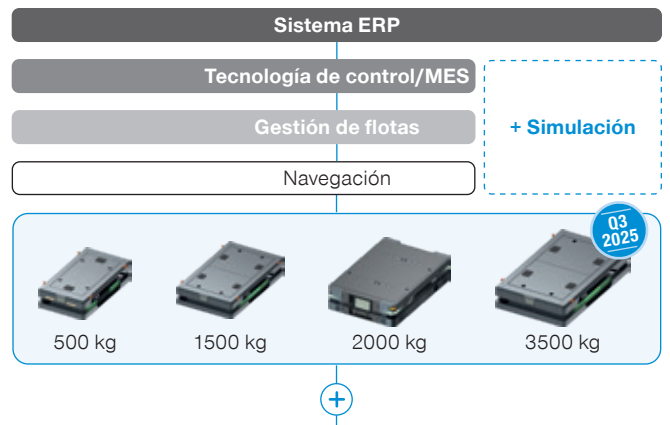 Sistema ERP
Tecnología de control/MES
Gestión de flotas
+ Simulación
Navegación
Q3
2025
500 kg
1500 kg
2000 kg
3500 kg
+